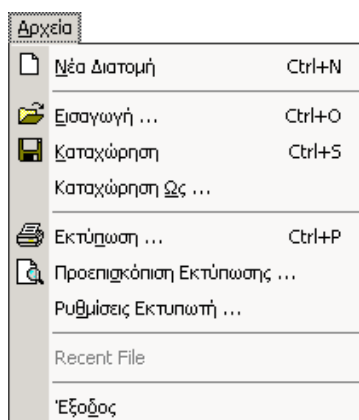 Αρχεία
Νέα Διατομή Ctrl+N
Εισαγωγή ... Ctrl+O
Καταχώρηση Ctrl+S
Καταχώρηση Ως ...
Εκτύπωση ... Ctrl+P
Προεπισκόπιση Εκτύπωσης ...
Ρυθμίσεις Εκτυπωτή ...
Recent File
Έξοδος